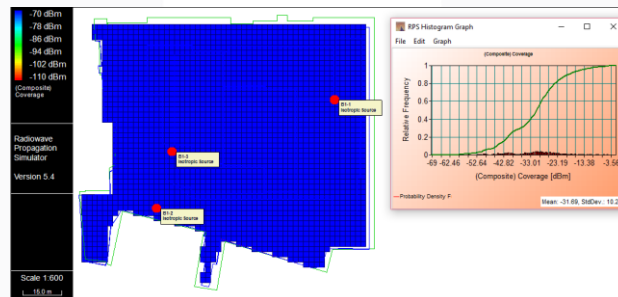 -70 dBm
-78 dBm
-86 dBm
-94 dBm
-102 dBm
-110 dBm
(Composite)
Coverage
Radiowave
Propagation
Simulator
Version 5.4
Scale 1:600
15.0 m
B1-1
Isotropic Source
B1-3
Isotropic Source
B1-2
Isotropic Source
RPS Histogram Graph
File Edit Graph
(Composite) Coverage
Relative Frequency
1
0.8
0.6
0.4
0.2
0
-69 -62.46 -52.64 -42.82 -33.01 -23.19 -13.38 -3.56
(Composite) Coverage [dBm]
Probability Density F
Mean: -31.69, StdDev.: 10.2